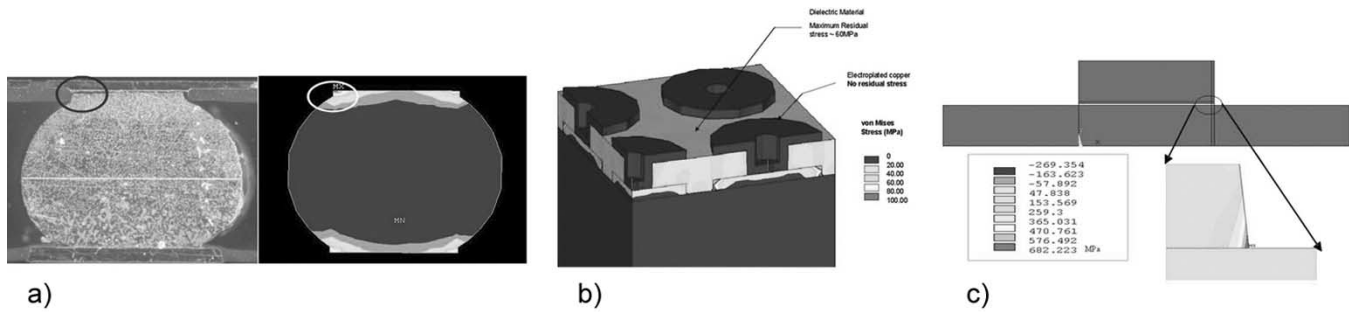 MX
MN
a)
Dielectric Material
Maximum Residual
stress ~ 60MPa
Electroplated copper
No residual stress
von Mises
Stress (MPa)
0
20.00
40.00
60.00
80.00
100.00
b)
-269.354
-163.623
-57.892
47.838
153.569
259.3
365.031
470.761
576.492
682.223 MPa
c)